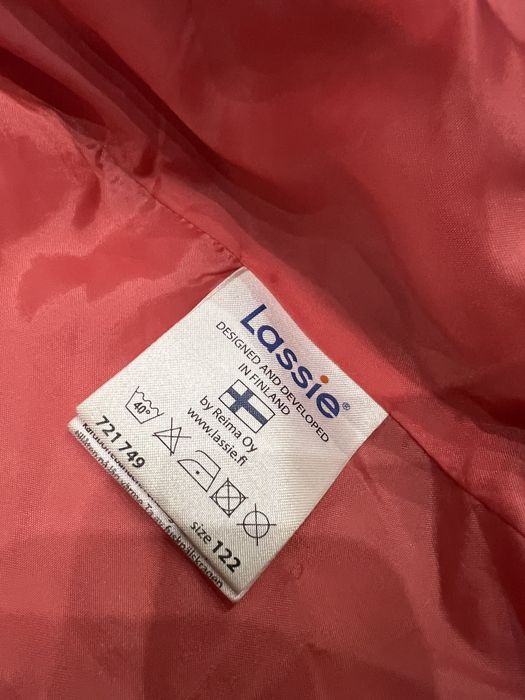 Lassie®
DESIGNED AND DEVELOPED
IN FINLAND
by Reima Oy
www.lassie.fi
40°
721 749
size 122